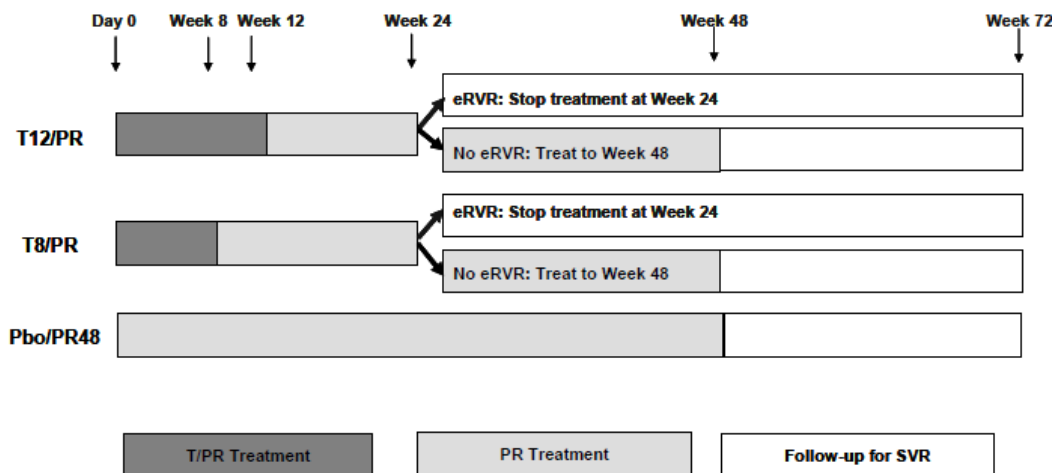 Day 0 Week 8 Week 12 Week 24 Week 48 Week 72
eRVR: Stop treatment at Week 24
T12/PR
No eRVR: Treat to Week 48
eRVR: Stop treatment at Week 24
T8/PR
No eRVR: Treat to Week 48
Pbo/PR48
T/PR Treatment PR Treatment Follow-up for SVR